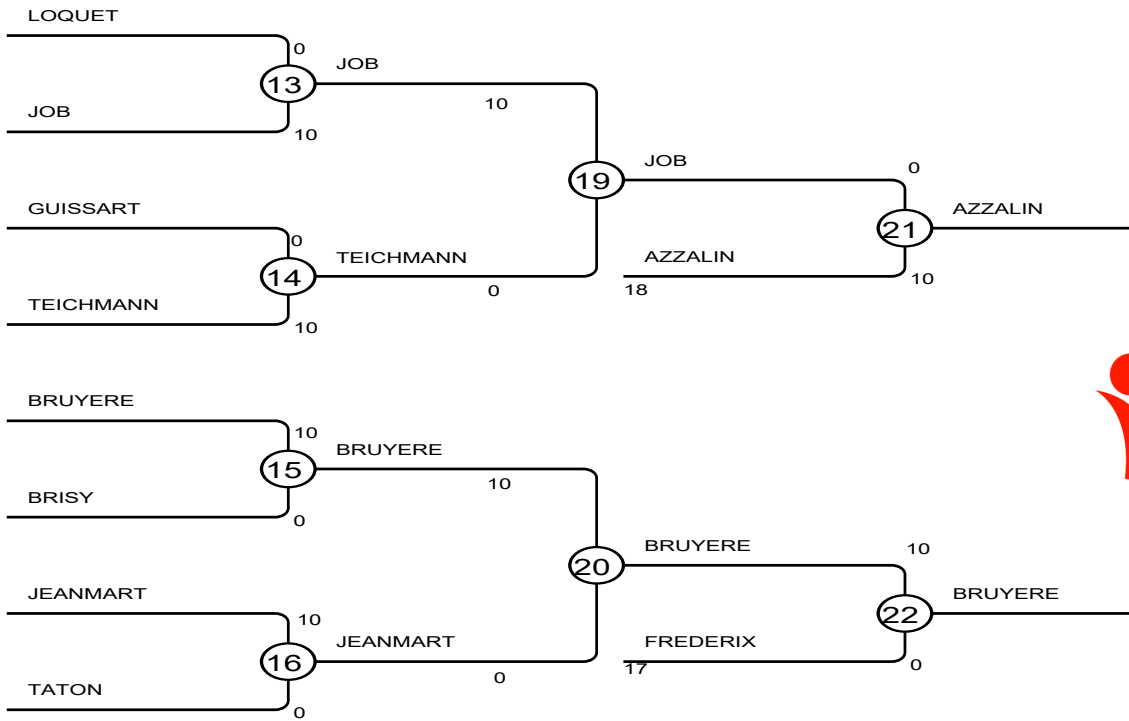 LOQUET
0
13
JOB
10
JOB
10
19
JOB
0
GUISSART
0
14
TEICHMANN
0
TEICHMANN
10
AZZALIN
18
21
AZZALIN
10
BRUYERE
10
15
BRUYERE
10
BRISY
0
20
BRUYERE
10
JEANMART
10
16
JEANMART
0
TATON
0
FREDERIX
17
22
BRUYERE
0